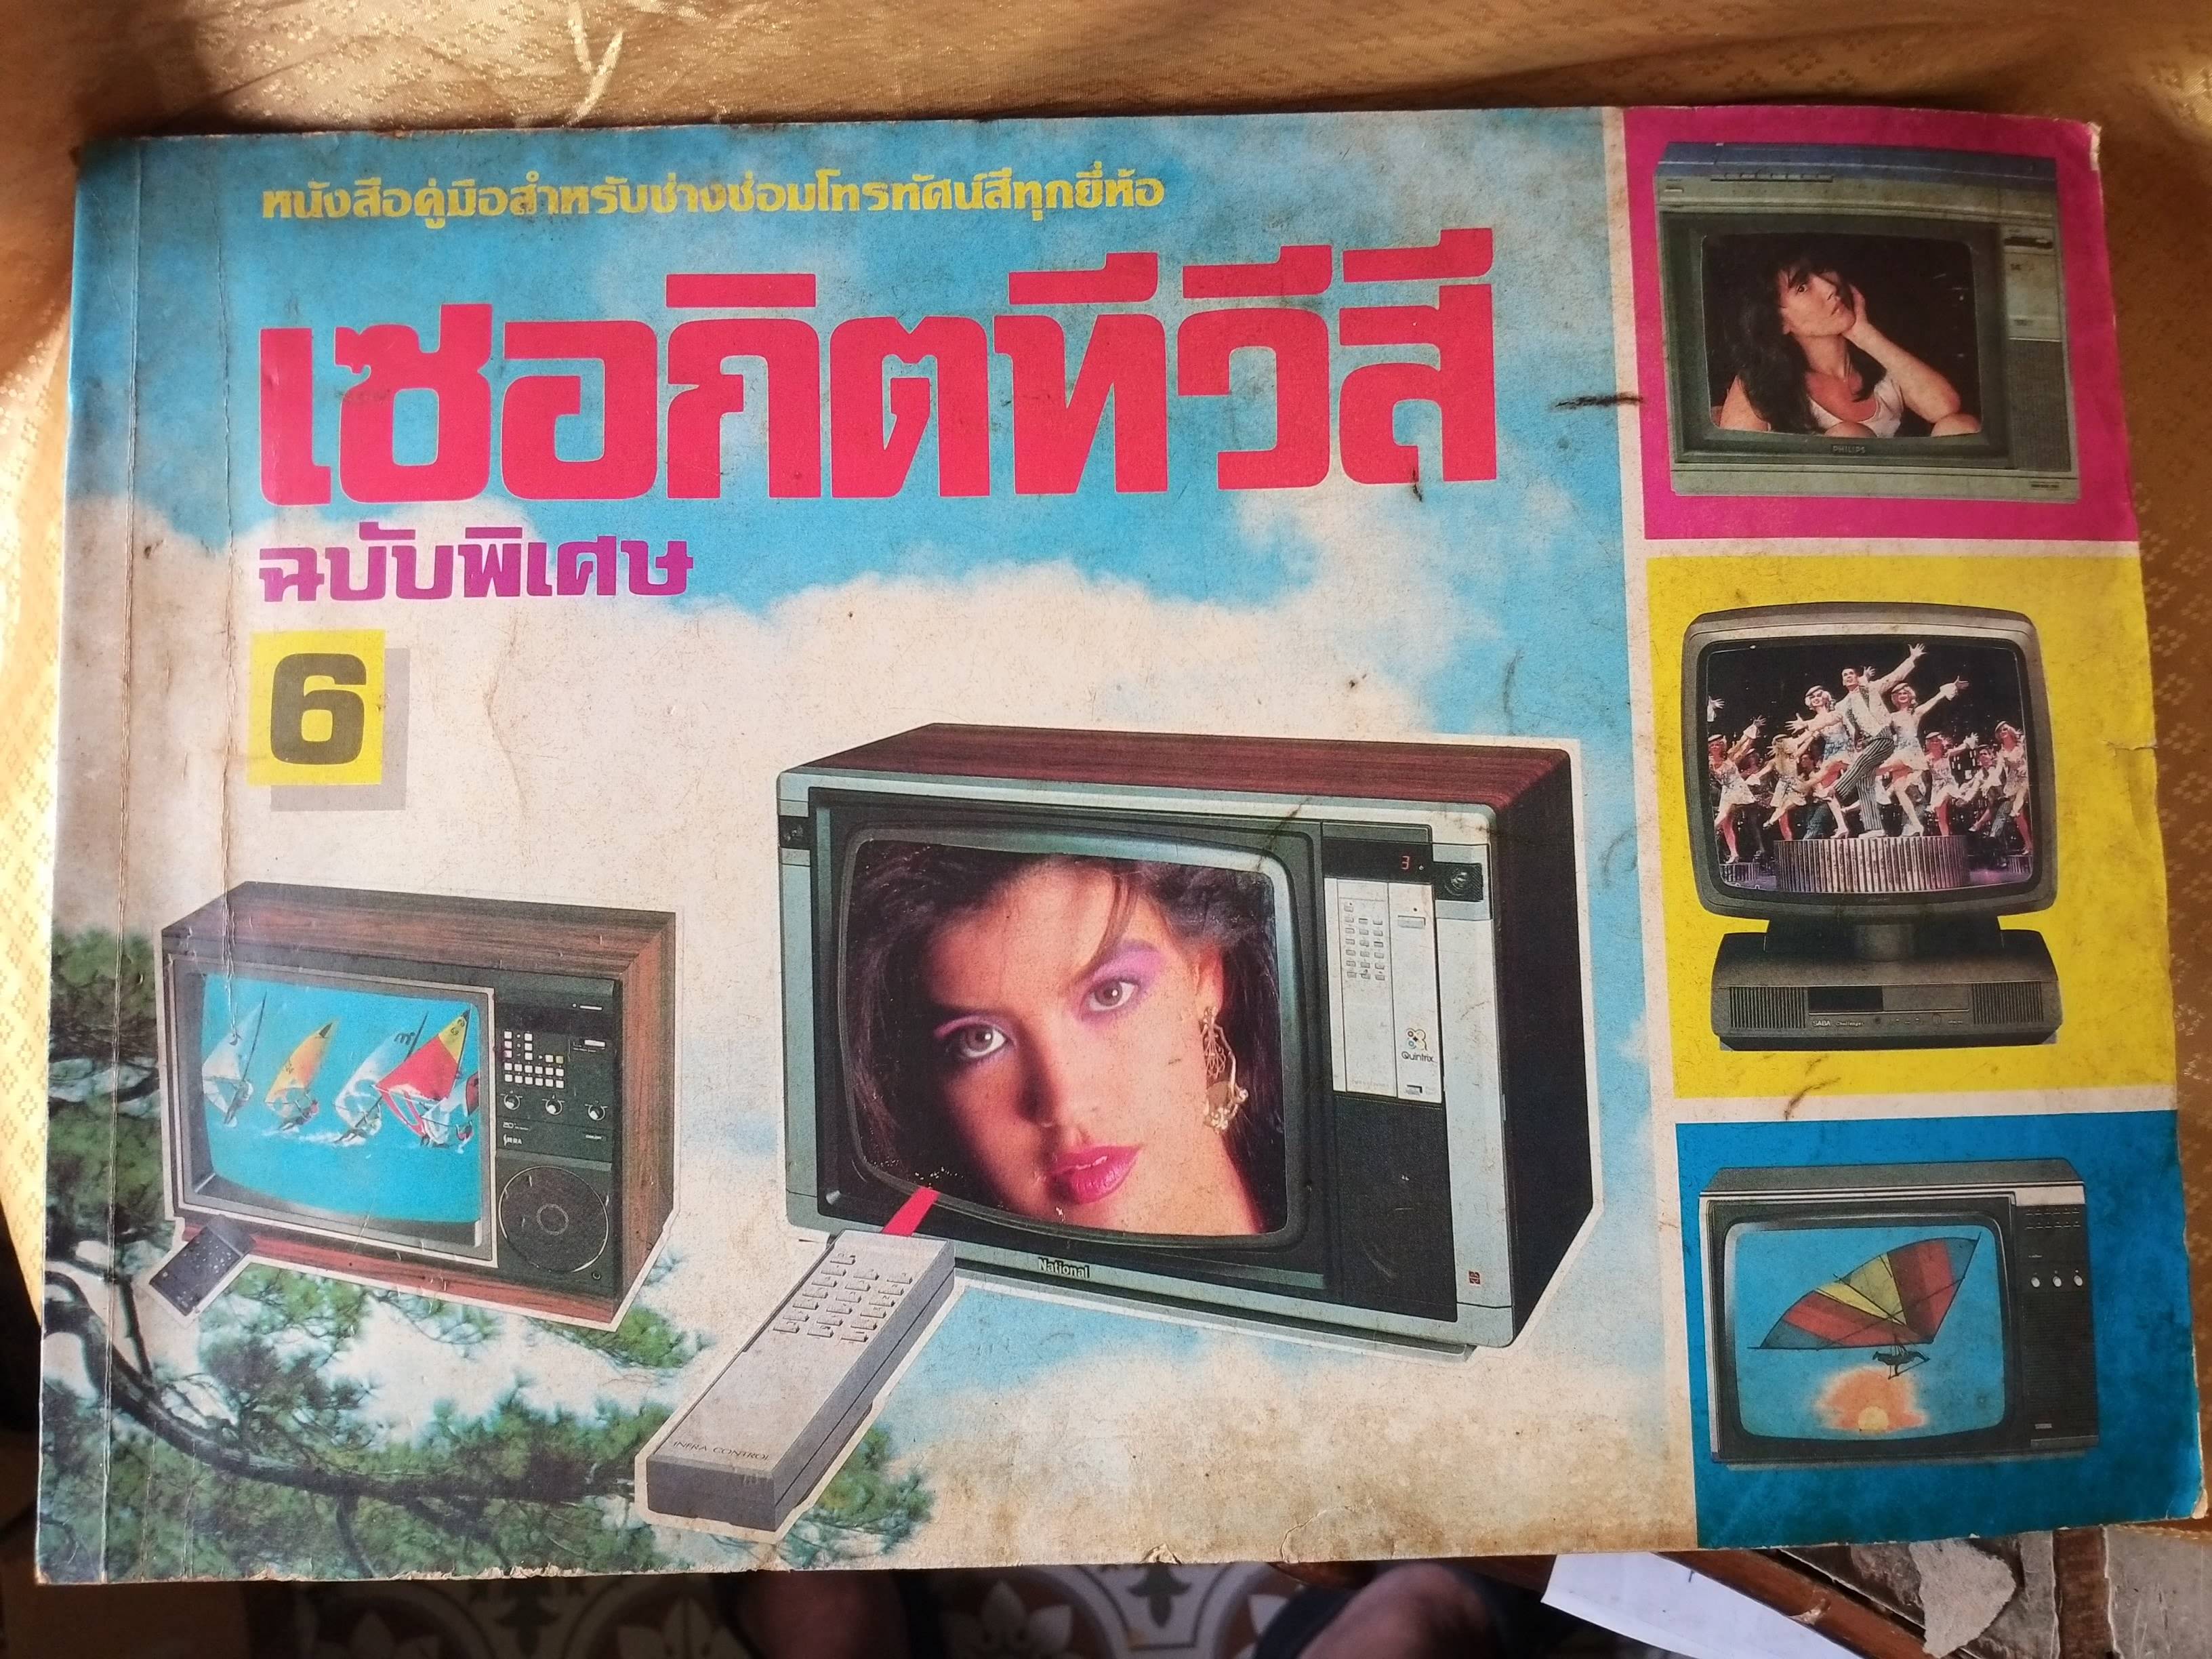 หนังสือคู่มือสำหรับช่างซ่อมโทรทัศน์สีทุกยี่ห้อ
เซอกิตทีวีสี
ฉบับพิเศษ
6
PHILIPS
3
Quintrix
National
INFRA CONTROL
SABA